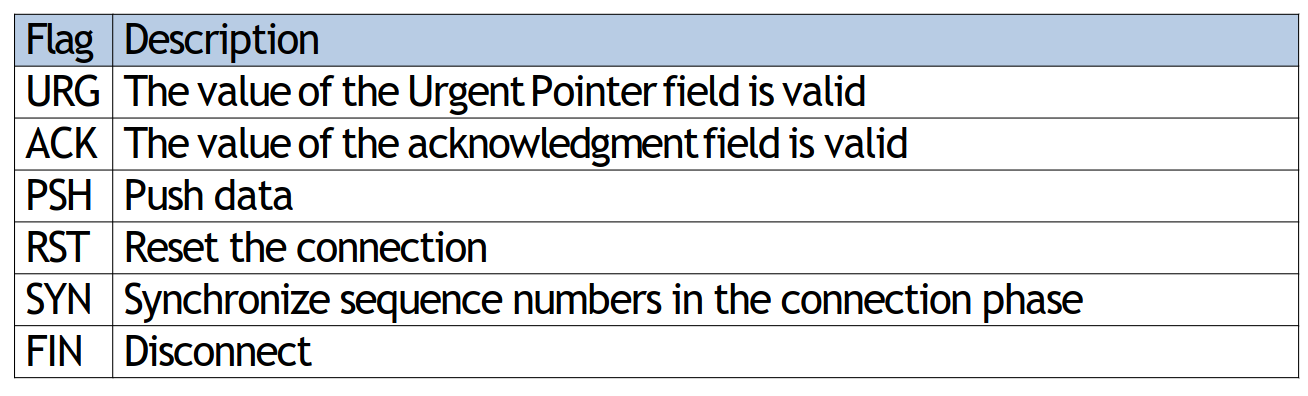 Flag Description
URG The value of the Urgent Pointer field is valid
ACK The value of the acknowledgment field is valid
PSH Push data
RST Reset the connection
SYN Synchronize sequence numbers in the connection phase
FIN Disconnect